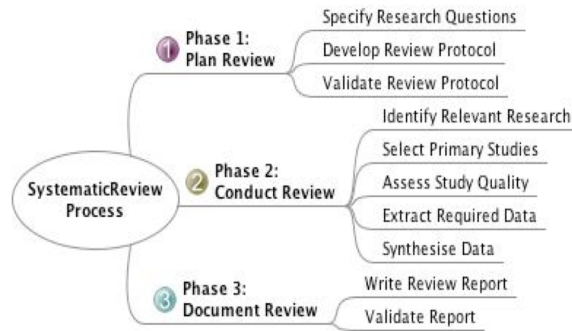 SystematicReview
Process
1
Phase 1:
Plan Review
Specify Research Questions
Develop Review Protocol
Validate Review Protocol
2
Phase 2:
Conduct Review
Identify Relevant Research
Select Primary Studies
Assess Study Quality
Extract Required Data
Synthesise Data
3
Phase 3:
Document Review
Write Review Report
Validate Report